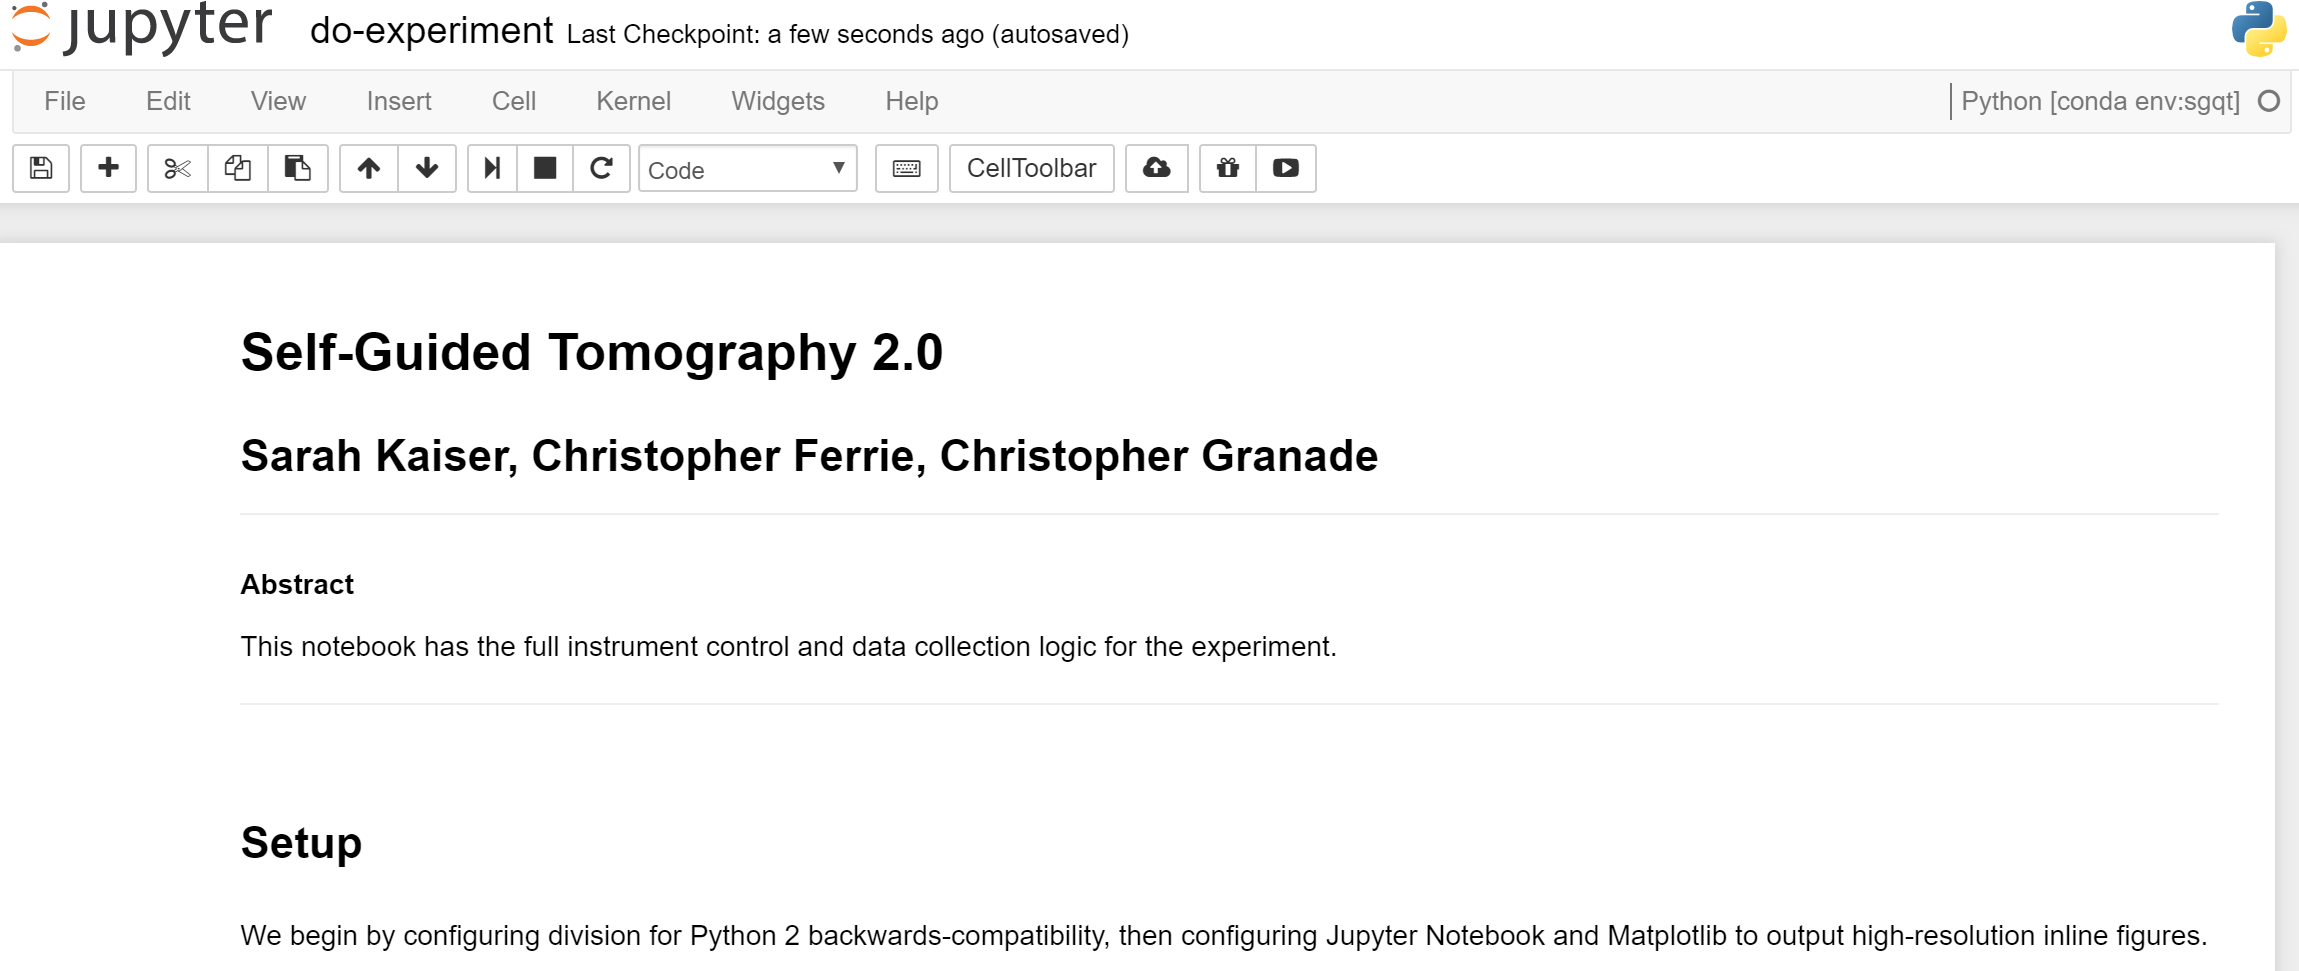 jupyter do-experiment Last Checkpoint: a few seconds ago (autosaved)
File Edit View Insert Cell Kernel Widgets Help Python [conda env:sgqt]
Code CellToolbar
Self-Guided Tomography 2.0
Sarah Kaiser, Christopher Ferrie, Christopher Granade
Abstract
This notebook has the full instrument control and data collection logic for the experiment.
Setup
We begin by configuring division for Python 2 backwards-compatibility, then configuring Jupyter Notebook and Matplotlib to output high-resolution inline figures.